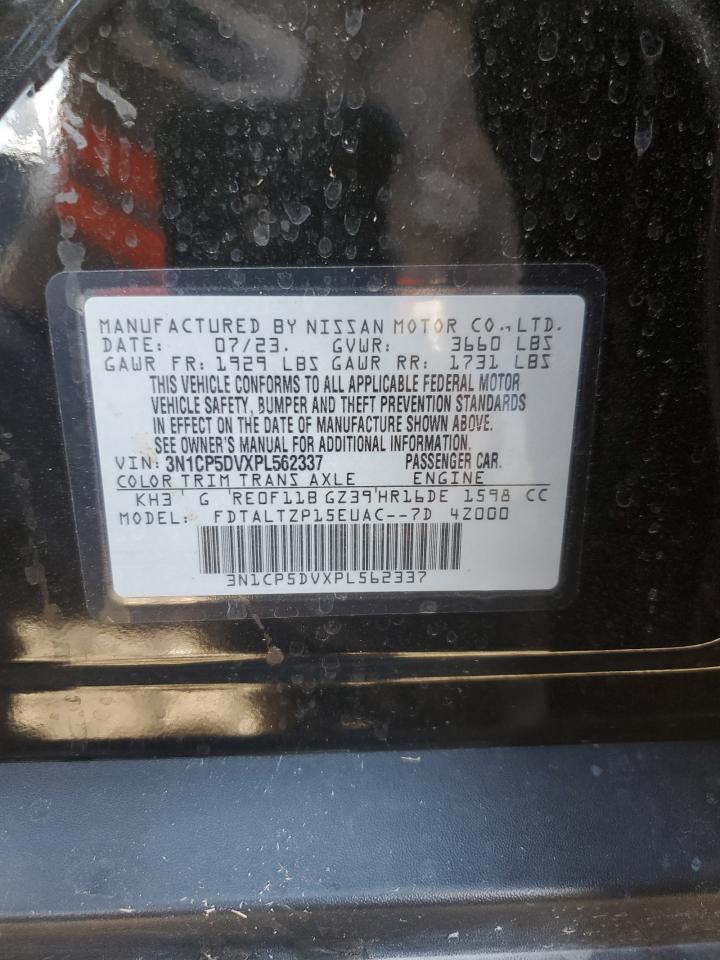 MANUFACTURED BY NISSAN MOTOR CO.,LTD.
DATE: 07/23. GVWR: 3660 LBS
GAWR FR: 1929 LBS GAWR RR: 1731 LBS
THIS VEHICLE CONFORMS TO ALL APPLICABLE FEDERAL MOTOR
VEHICLE SAFETY, BUMPER AND THEFT PREVENTION STANDARDS
IN EFFECT ON THE DATE OF MANUFACTURE SHOWN ABOVE.
SEE OWNER'S MANUAL FOR ADDITIONAL INFORMATION.
VIN: 3N1CP5DVXPL562337 PASSENGER CAR.
COLOR TRIM TRANS AXLE ENGINE
KH3 G RE0F11B GZ39 HR16DE 1598 CC
MODEL: FDTALTZP15EUAC--7D 4Z000
3N1CP5DVXPL562337